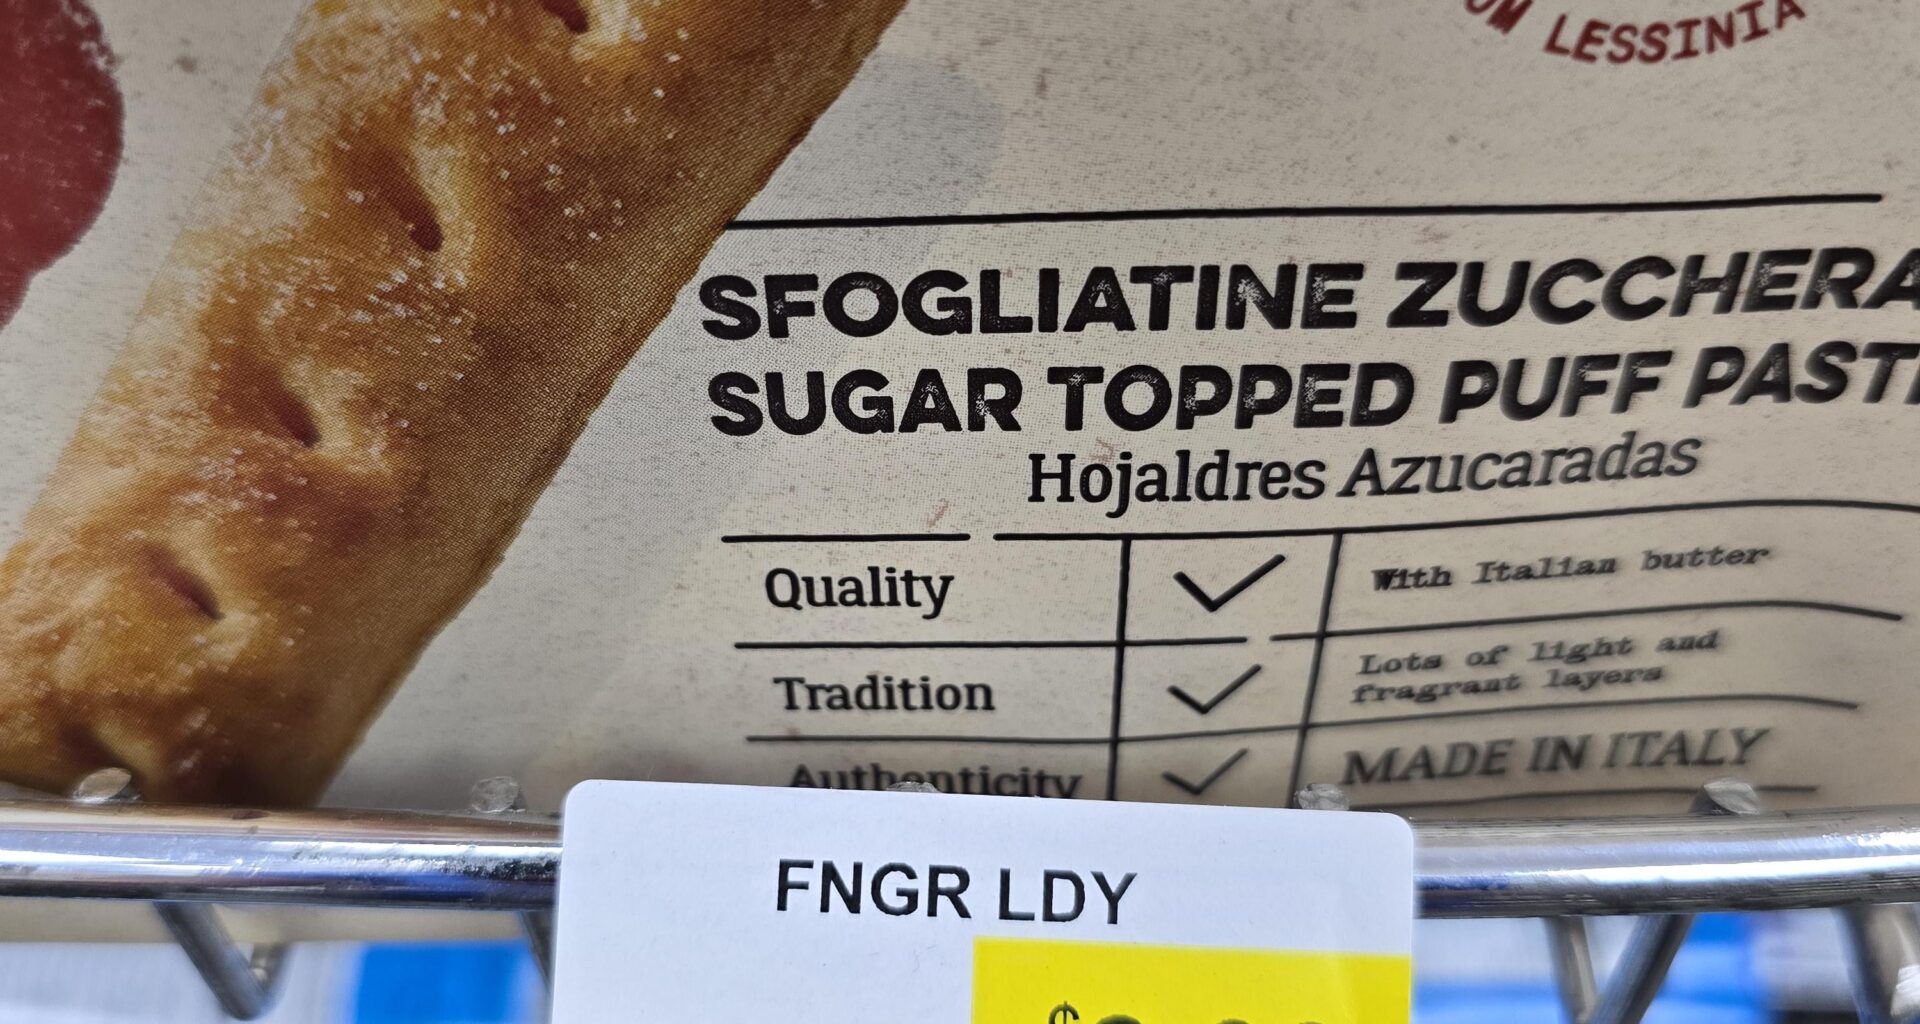 LESSINIA
SFOGLIATINE ZUCCHERA
SUGAR TOPPED PUFF PAST
Hojaldres Azucaradas
Quality
With Italian butter
Tradition
Lots of light and
fragrant layers
Authenticity
MADE IN ITALY
FNGR LDY
$